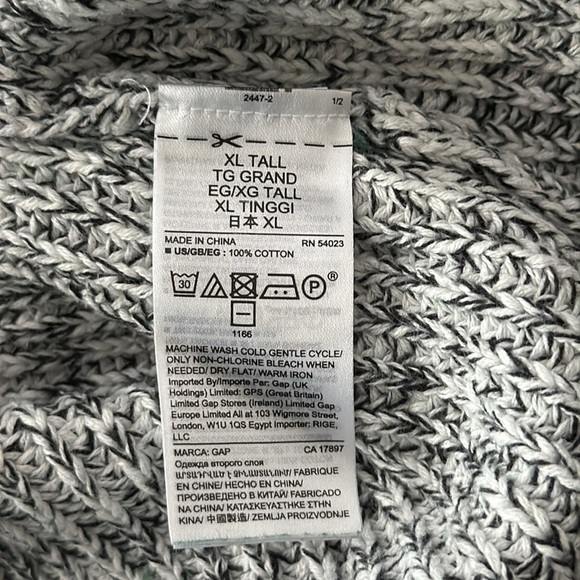 2447-2 1/2
XL TALL
TG GRAND
EG/XG TALL
XL TINGGI
日本 XL
MADE IN CHINA RN 54023
■ US/GB/EG : 100% COTTON
30 P ®
1166
MACHINE WASH COLD GENTLE CYCLE/
ONLY NON-CHLORINE BLEACH WHEN
NEEDED/ DRY FLAT/ WARM IRON
Imported By/Importe Par: Gap (UK
Holdings) Limited: GPS (Great Britain)
Limited Gap Stores (Ireland) Limited Gap
Europe Limited All at 103 Wigmore Street,
London, W1U 1QS Egypt Importer: RIGE,
LLC
MARCA: GAP CA 17897
Одежда второго слоя
FABRIQUE
EN CHINE/ HECHO EN CHINA/
ПРОИЗВЕДЕНО В КИТАЙ/ FABRICADO
NA CHINA/ ΚΑΤΑΣΚΕΥΑΣΤΗΚΕ ΣΤΗΝ
ΚΙΝΑ/ 中國製造/ ZEMLJA PROIZVODNJE